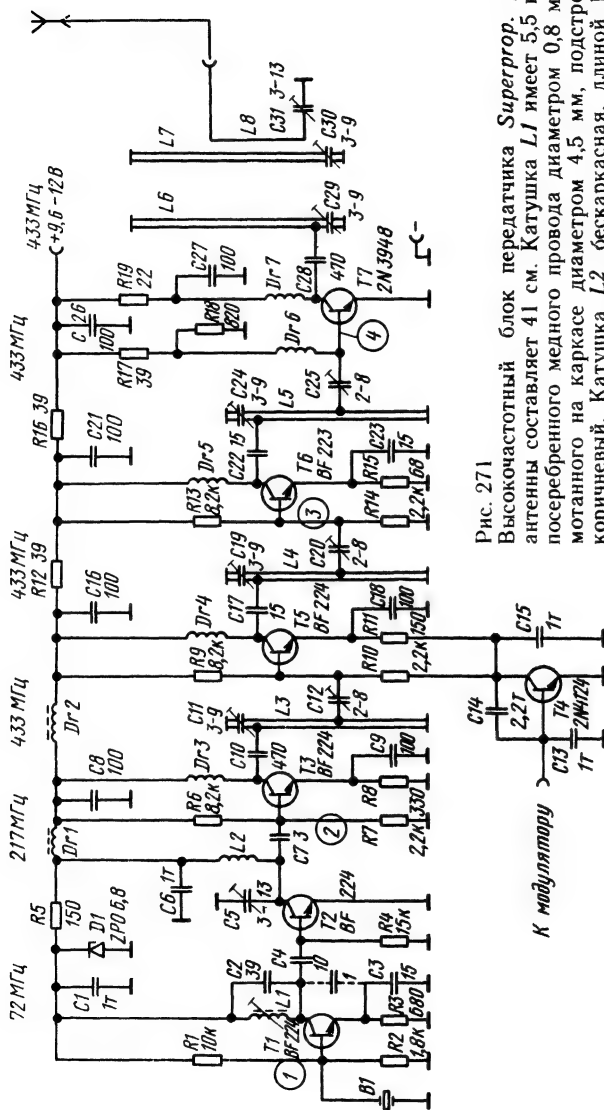 72 МГц
217 МГц
433 МГц
433 МГц
433 МГц
433 МГц
+9,6-12В
R5
150
Dr1
Dr2
R12 39
R16 39
C1
1т
D1
ZPD 6,8
C6 1т
C8
100
C16
100
C21
100
C26
100
R19
22
R17
39
C27
100
R18
820
R1
10к
C2
39
L1
C5
3-13
L2
R6
8,2к
Dr3
C10
470
C11
3-9
L3
R9
8,2к
Dr4
C17
15
C19
3-9
L4
R13
8,2к
Dr5
C22 15
C24
3-9
L5
Dr6
Dr7
C28
470
L6
C29
3-9
L7
C30
3-9
L8
C31 3-13
T1
BF224
C4
10
1
T2
BF
224
C7 3
T3
BF224
C12
2-8
T5
BF 224
C20
2-8
T6
BF 223
C25
2-8
T7
2N 3948
1
2
3
4
B1
R2
1,8к
R3
680
C3
15
R4
15к
R7
2,2к
R8
330
C9
100
R10
2,2к
R11
150
C18
100
R14
2,2к
R15
68
C23
15
C14
2,2т
C15
1т
C13
1т
T4
2N4124
К модулятору
Рис. 271
Высокочастотный блок передатчика Superprop.
антенны составляет 41 см. Катушка L1 имеет 5,5
посеребренного медного провода диаметром 0,8
мотанного на каркасе диаметром 4,5 мм, подстро
коричневый. Катушка L2 бескаркасная, длиной